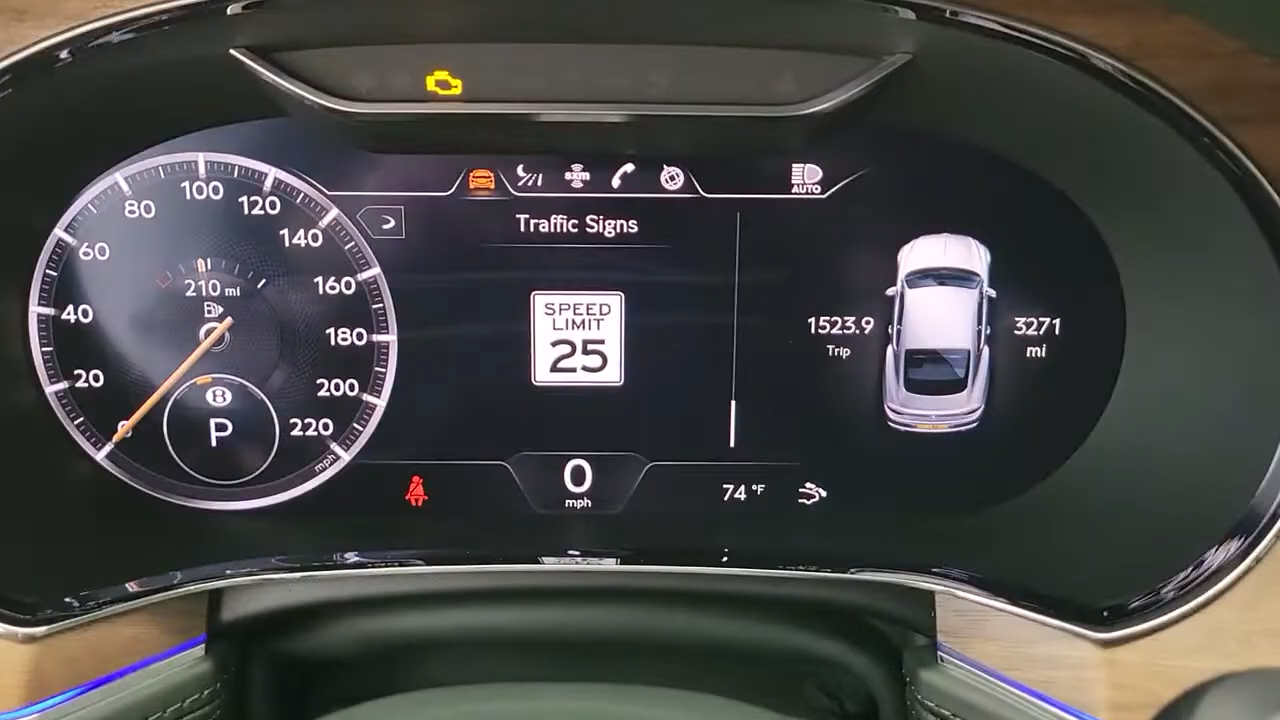 sxm
AUTO
Traffic Signs
20
40
60
80
100
120
140
160
180
200
220
mph
210 mi
B
P
SPEED
LIMIT
25
1523.9
Trip
3271
mi
0
mph
74 °F